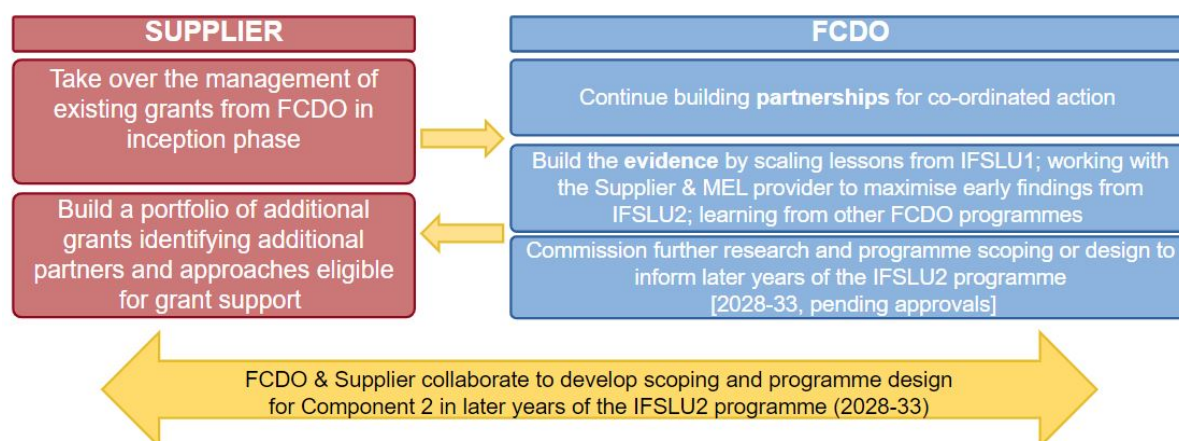 SUPPLIER
Take over the management of
existing grants from FCDO in
inception phase
Build a portfolio of additional
grants identifying additional
partners and approaches eligible
for grant support
FCDO
Continue building partnerships for co-ordinated action
Build the evidence by scaling lessons from IFSLU1; working with
the Supplier & MEL provider to maximise early findings from
IFSLU2; learning from other FCDO programmes
Commission further research and programme scoping or design to
inform later years of the IFSLU2 programme
[2028-33, pending approvals]
FCDO & Supplier collaborate to develop scoping and programme design
for Component 2 in later years of the IFSLU2 programme (2028-33)